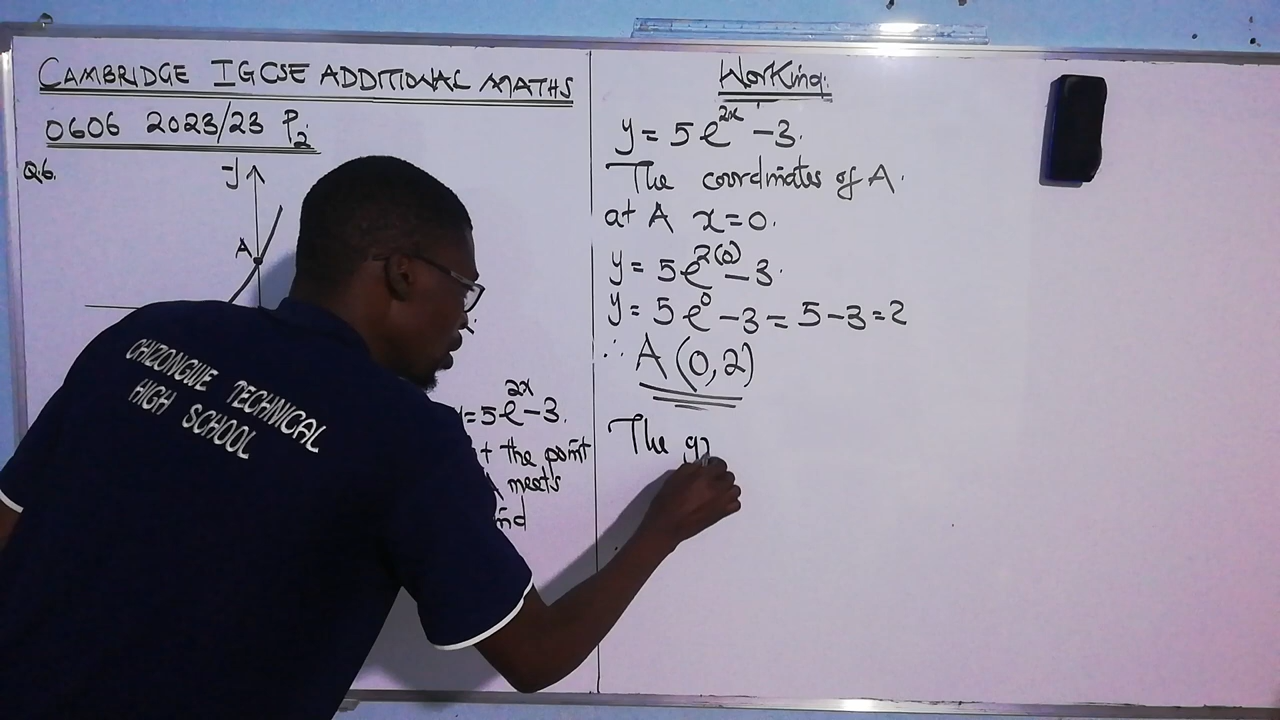 CAMBRIDGE IGCSE ADDITIONAL MATHS
0606 2023/23 P2.
Q6.
y
A
=5e^{2x}-3.
the point
A meets
Working:
y = 5e^{2x} - 3.
The coordinates of A.
at A x=0.
y = 5e^{2(0)} - 3.
y = 5e^0 - 3 = 5-3=2
∴ A (0,2)
The gr
CHIZONGWE TECHNICAL
HIGH SCHOOL